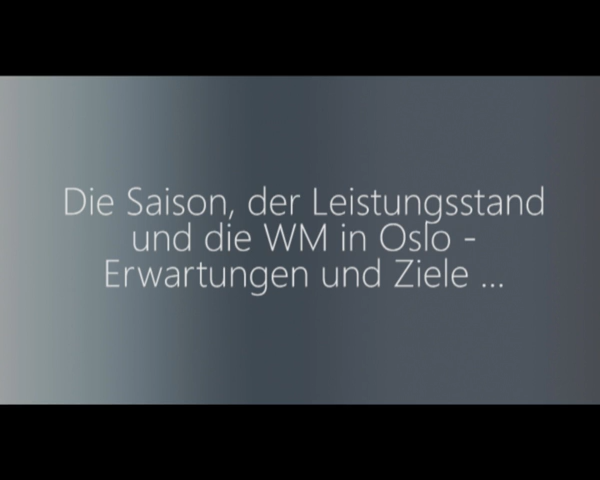 Die Saison, der Leistungsstand
und die WM in Oslo -
Erwartungen und Ziele ...